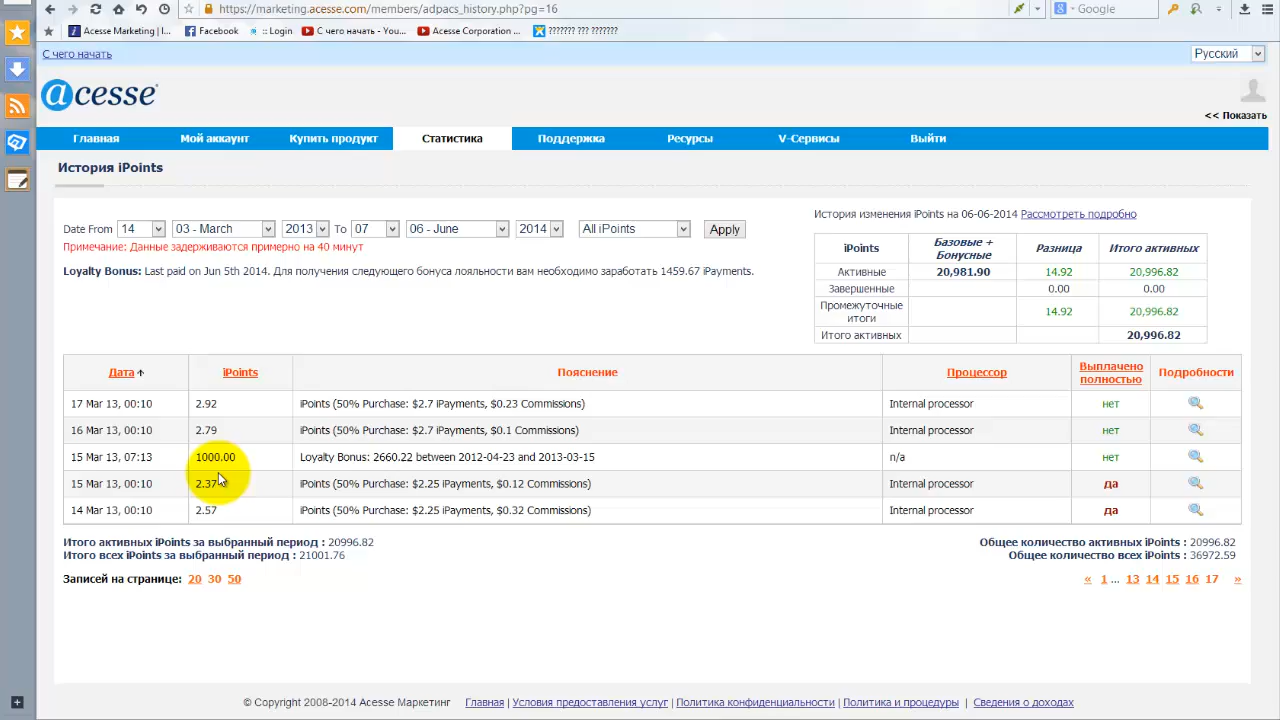 https://marketing.acesse.com/members/adpacs_history.php?pg=16
Google
Acesse Marketing | I...
Facebook
:: Login
С чего начать - You...
Acesse Corporation ...
??????? ??? ???????
С чего начать
Русский
acesse
<< Показать
Главная Мой аккаунт Купить продукт Статистика Поддержка Ресурсы V-Сервисы Выйти
История iPoints
Date From 14 03 - March 2013 To 07 06 - June 2014 All iPoints Apply
Примечание: Данные задерживаются примерно на 40 минут
Loyalty Bonus: Last paid on Jun 5th 2014. Для получения следующего бонуса лояльности вам необходимо заработать 1459.67 iPayments.
История изменения iPoints на 06-06-2014 Рассмотреть подробно
iPoints Базовые + Бонусные Разница Итого активных
Активные 20,981.90 14.92 20,996.82
Завершенные 0.00 0.00
Промежуточные итоги 14.92 20,996.82
Итого активных 20,996.82
Дата iPoints Пояснение Процессор Выплачено полностью Подробности
17 Mar 13, 00:10 2.92 iPoints (50% Purchase: $2.7 iPayments, $0.23 Commissions) Internal processor нет
16 Mar 13, 00:10 2.79 iPoints (50% Purchase: $2.7 iPayments, $0.1 Commissions) Internal processor нет
15 Mar 13, 07:13 1000.00 Loyalty Bonus: 2660.22 between 2012-04-23 and 2013-03-15 n/a нет
15 Mar 13, 00:10 2.37 iPoints (50% Purchase: $2.25 iPayments, $0.12 Commissions) Internal processor да
14 Mar 13, 00:10 2.57 iPoints (50% Purchase: $2.25 iPayments, $0.32 Commissions) Internal processor да
Итого активных iPoints за выбранный период : 20996.82
Итого всех iPoints за выбранный период : 21001.76
Общее количество активных iPoints : 20996.82
Общее количество всех iPoints : 36972.59
Записей на странице: 20 30 50
« 1 ... 13 14 15 16 17 »
© Copyright 2008-2014 Acesse Маркетинг Главная | Условия предоставления услуг | Политика конфиденциальности | Политика и процедуры | Сведения о доходах